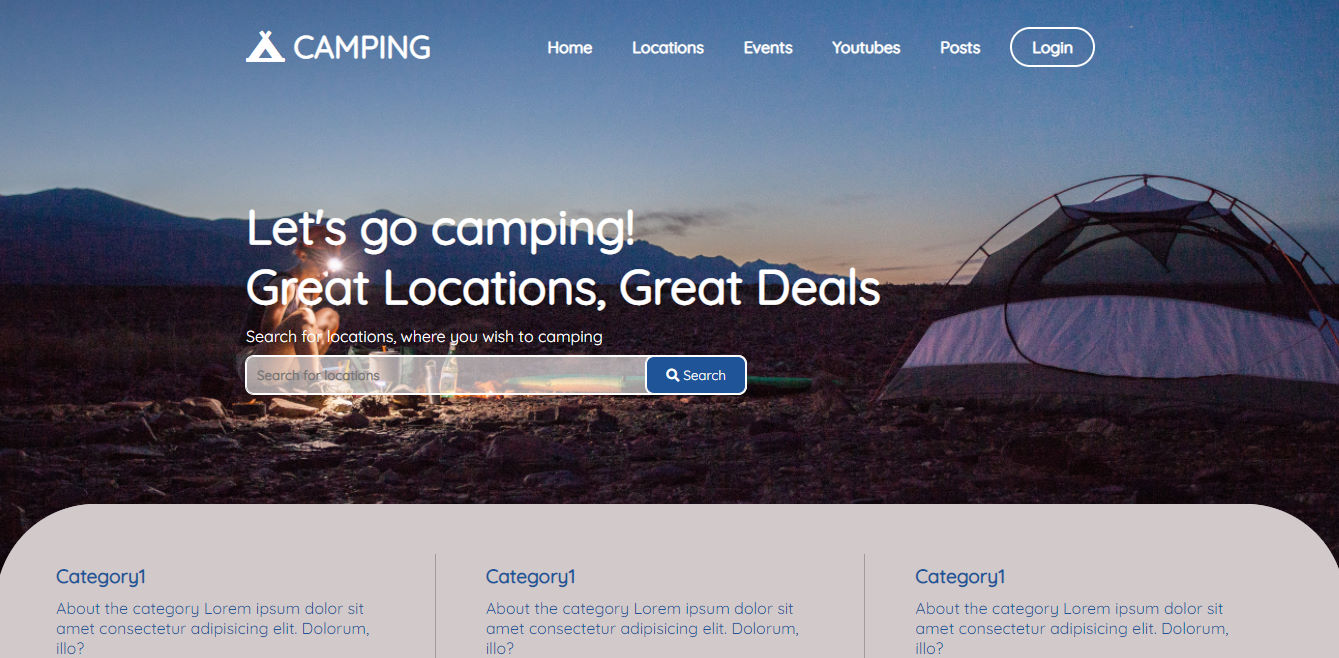 CAMPING
Home Locations Events Youtubes Posts Login
Let's go camping!
Great Locations, Great Deals
Search for locations, where you wish to camping
Search for locations Search
Category1 Category1 Category1
About the category Lorem ipsum dolor sit About the category Lorem ipsum dolor sit About the category Lorem ipsum dolor sit
amet consectetur adipisicing elit. Dolorum, amet consectetur adipisicing elit. Dolorum, amet consectetur adipisicing elit. Dolorum,
illo? illo? illo?